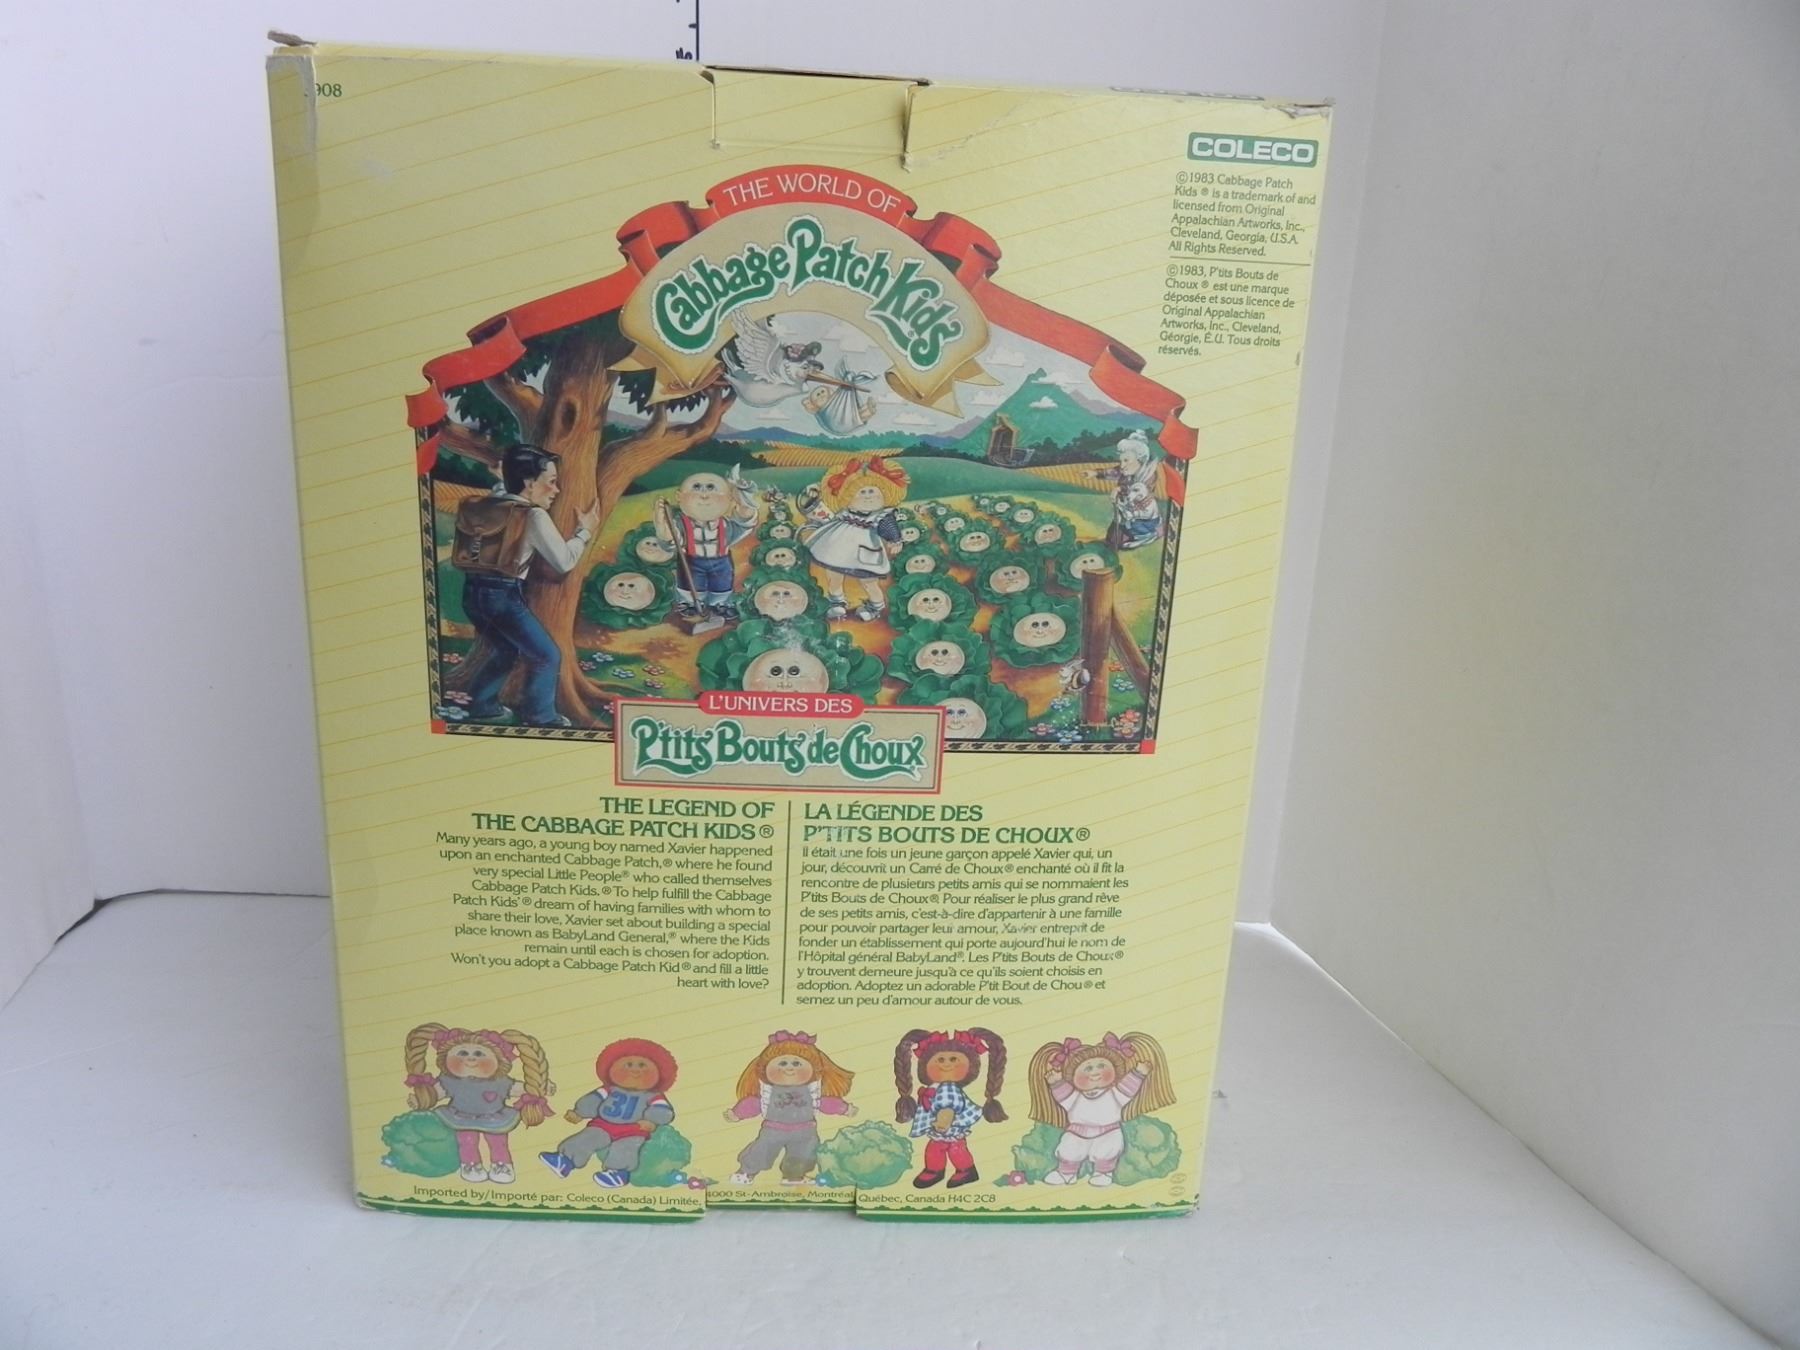 908
COLECO
©1983 Cabbage Patch
Kids ® is a trademark of and
licensed from Original
Appalachian Artworks, Inc.,
Cleveland, Georgia, U.S.A.
All Rights Reserved.
©1983, P'tits Bouts de
Choux ® est une marque
déposée et sous licence de
Original Appalachian
Artworks, Inc., Cleveland,
Géorgie, É.U. Tous droits
réservés.
THE WORLD OF
Cabbage Patch Kids
L'UNIVERS DES
P'tits Bouts de Choux
THE LEGEND OF
THE CABBAGE PATCH KIDS®
Many years ago, a young boy named Xavier happened
upon an enchanted Cabbage Patch,® where he found
very special Little People® who called themselves
Cabbage Patch Kids.® To help fulfill the Cabbage
Patch Kids'® dream of having families with whom to
share their love, Xavier set about building a special
place known as BabyLand General,® where the Kids
remain until each is chosen for adoption.
Won't you adopt a Cabbage Patch Kid® and fill a little
heart with love?
LA LÉGENDE DES
P'TITS BOUTS DE CHOUX®
Il était une fois un jeune garçon appelé Xavier qui, un
jour, découvrit un Carré de Choux® enchanté où il fit la
rencontre de plusieurs petits amis qui se nommaient les
P'tits Bouts de Choux®. Pour réaliser le plus grand rêve
de ses petits amis, c'est-à-dire d'appartenir à une famille
pour pouvoir partager leur amour, Xavier entreprit de
fonder un établissement qui porte aujourd'hui le nom de
l'Hôpital général BabyLand®. Les P'tits Bouts de Choux®
y trouvent demeure jusqu'à ce qu'ils soient choisis en
adoption. Adoptez un adorable P'tit Bout de Chou® et
semez un peu d'amour autour de vous.
31
Imported by/Importé par: Coleco (Canada) Limitée, 4000 St-Ambroise, Montréal Québec, Canada H4C 2C8